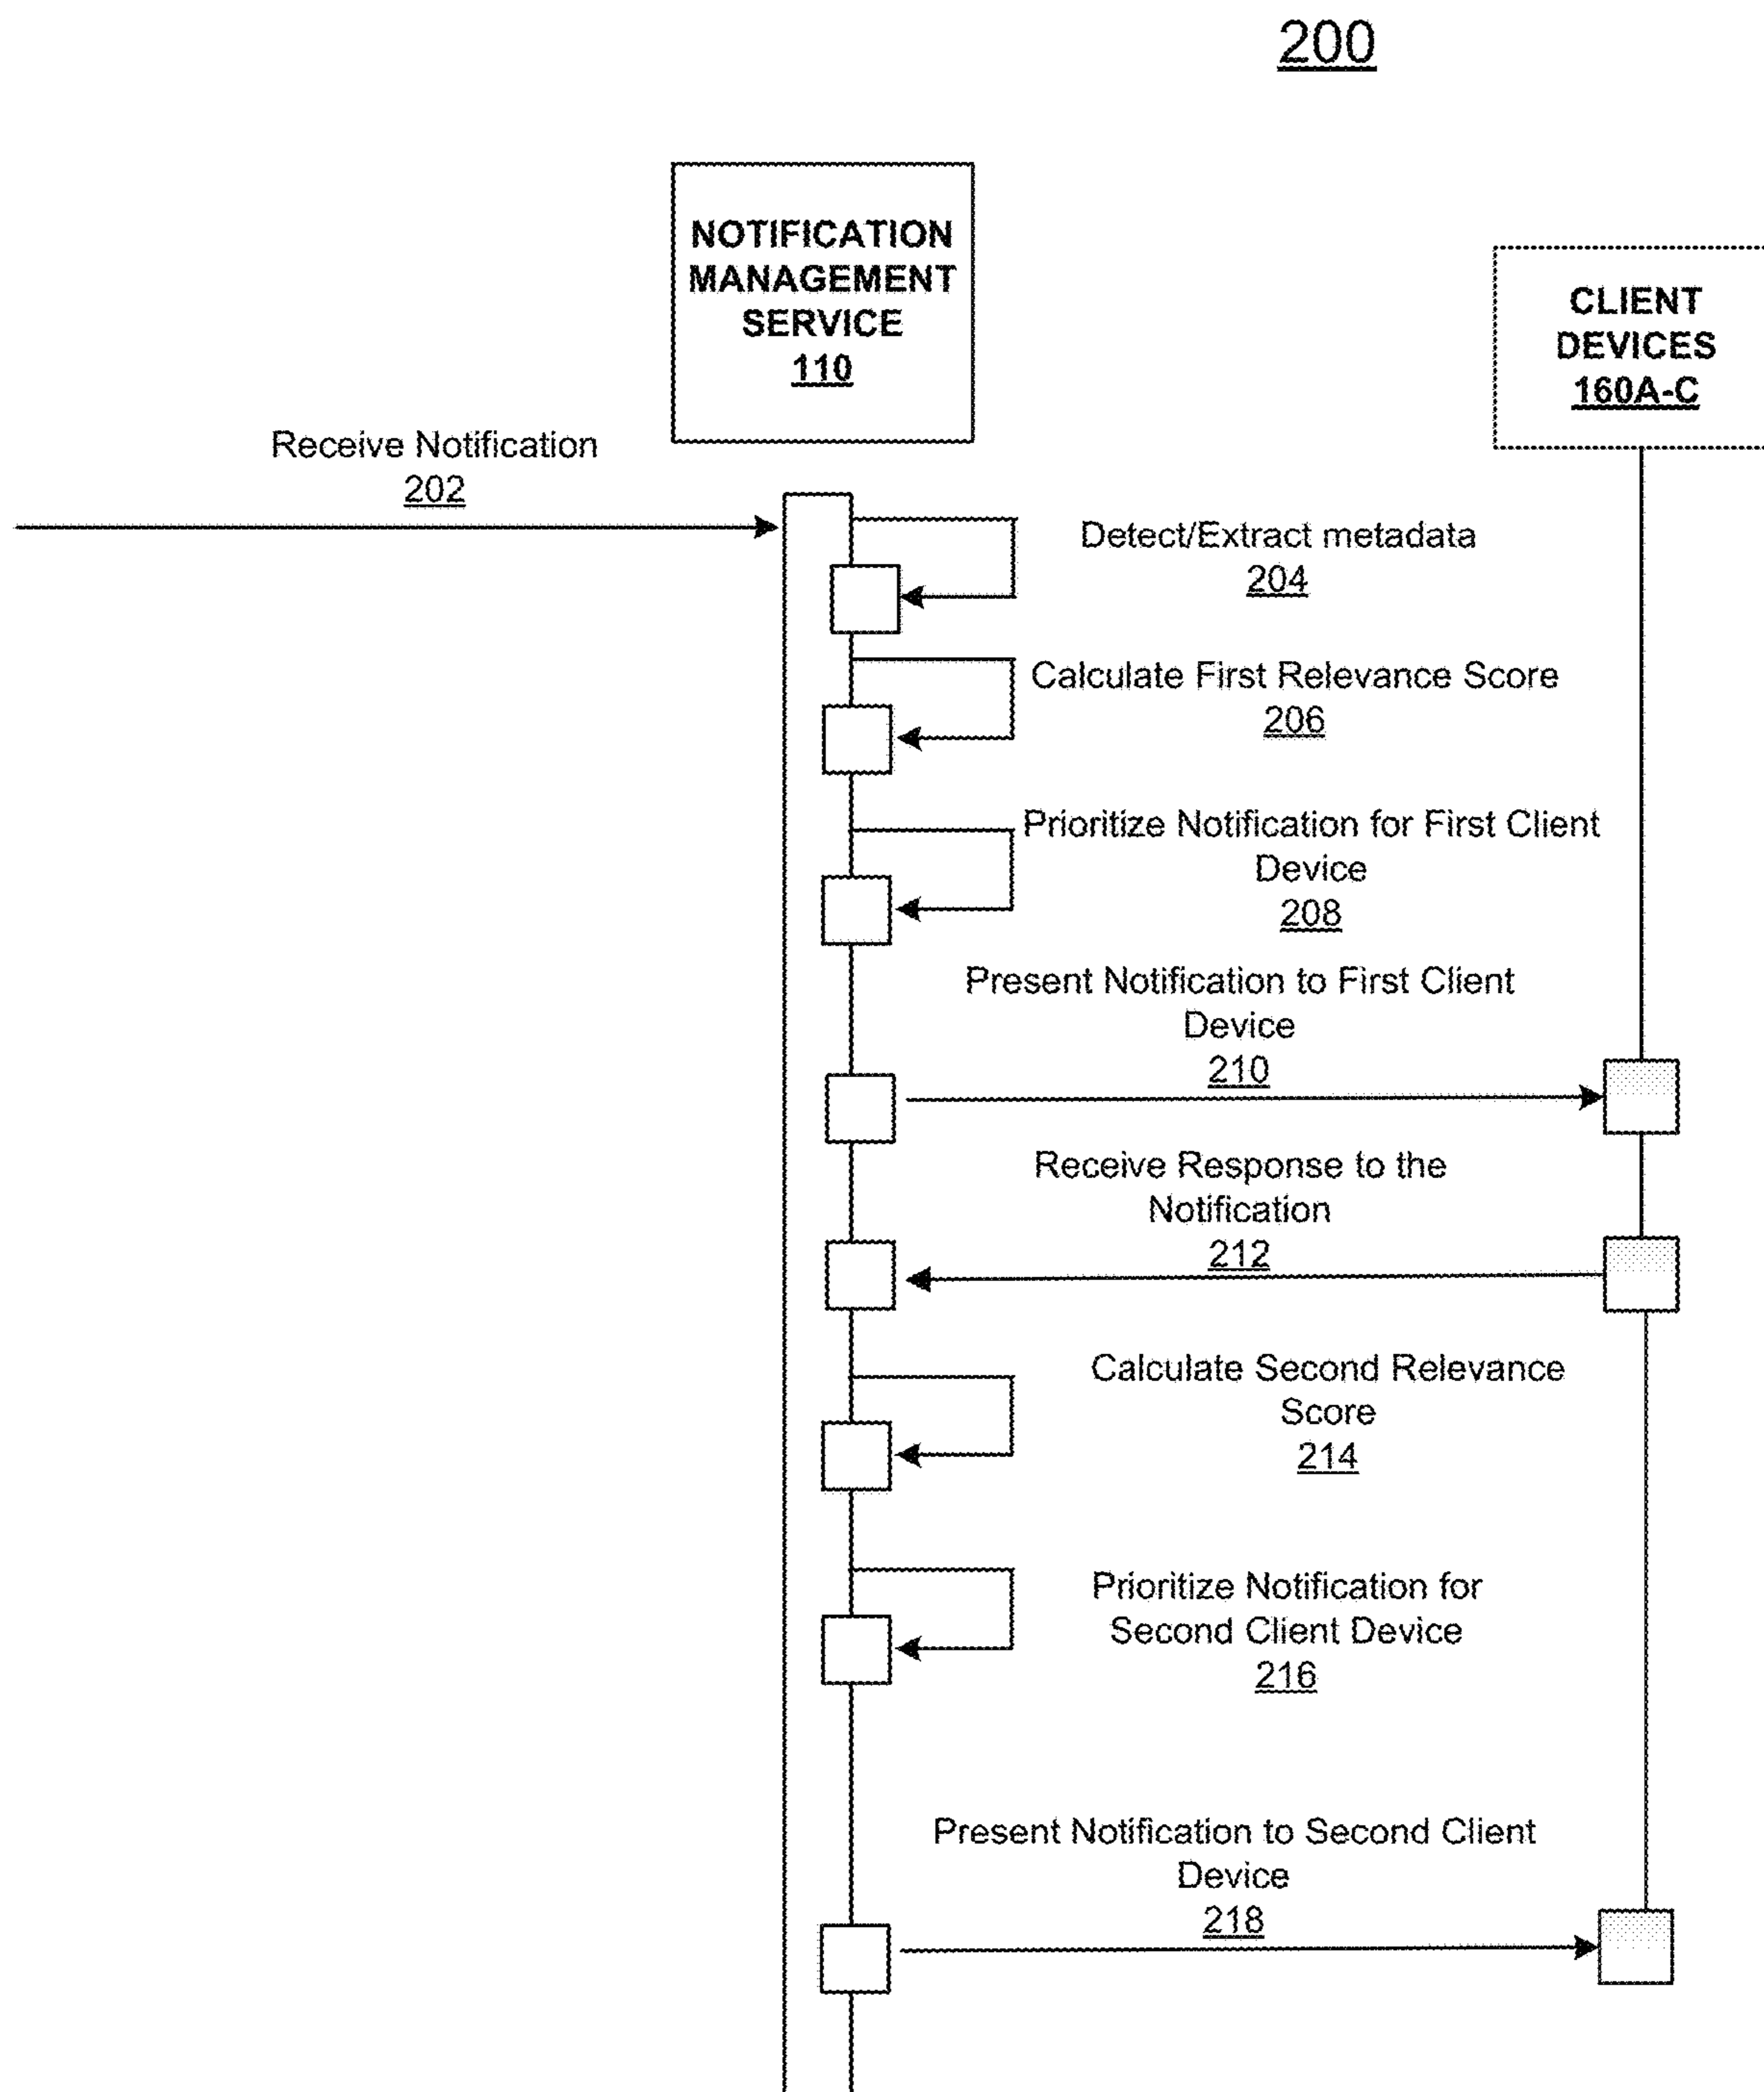 200
NOTIFICATION
MANAGEMENT
SERVICE
110
CLIENT
DEVICES
160A-C
Receive Notification
202
Detect/Extract metadata
204
Calculate First Relevance Score
206
Prioritize Notification for First Client
Device
208
Present Notification to First Client
Device
210
Receive Response to the
Notification
212
Calculate Second Relevance
Score
214
Prioritize Notification for
Second Client Device
216
Present Notification to Second Client
Device
218